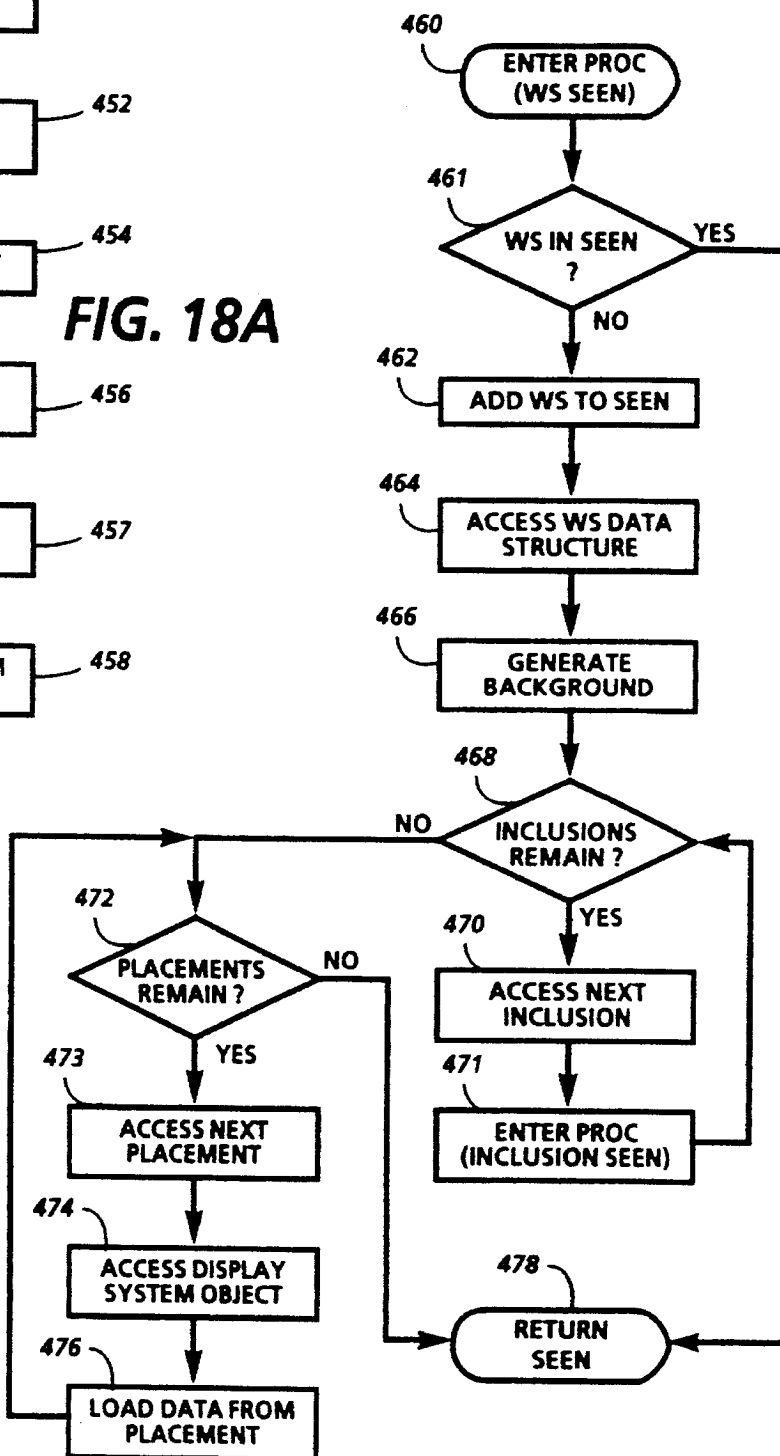 460
ENTER PROC
(WS SEEN)
452
461
WS IN SEEN
?
YES
454
NO
FIG. 18A
462
ADD WS TO SEEN
456
464
ACCESS WS DATA
STRUCTURE
457
466
GENERATE
BACKGROUND
458
468
INCLUSIONS
REMAIN ?
NO
YES
472
PLACEMENTS
REMAIN ?
NO
YES
470
ACCESS NEXT
INCLUSION
471
ENTER PROC
(INCLUSION SEEN)
473
ACCESS NEXT
PLACEMENT
474
ACCESS DISPLAY
SYSTEM OBJECT
476
LOAD DATA FROM
PLACEMENT
478
RETURN
SEEN